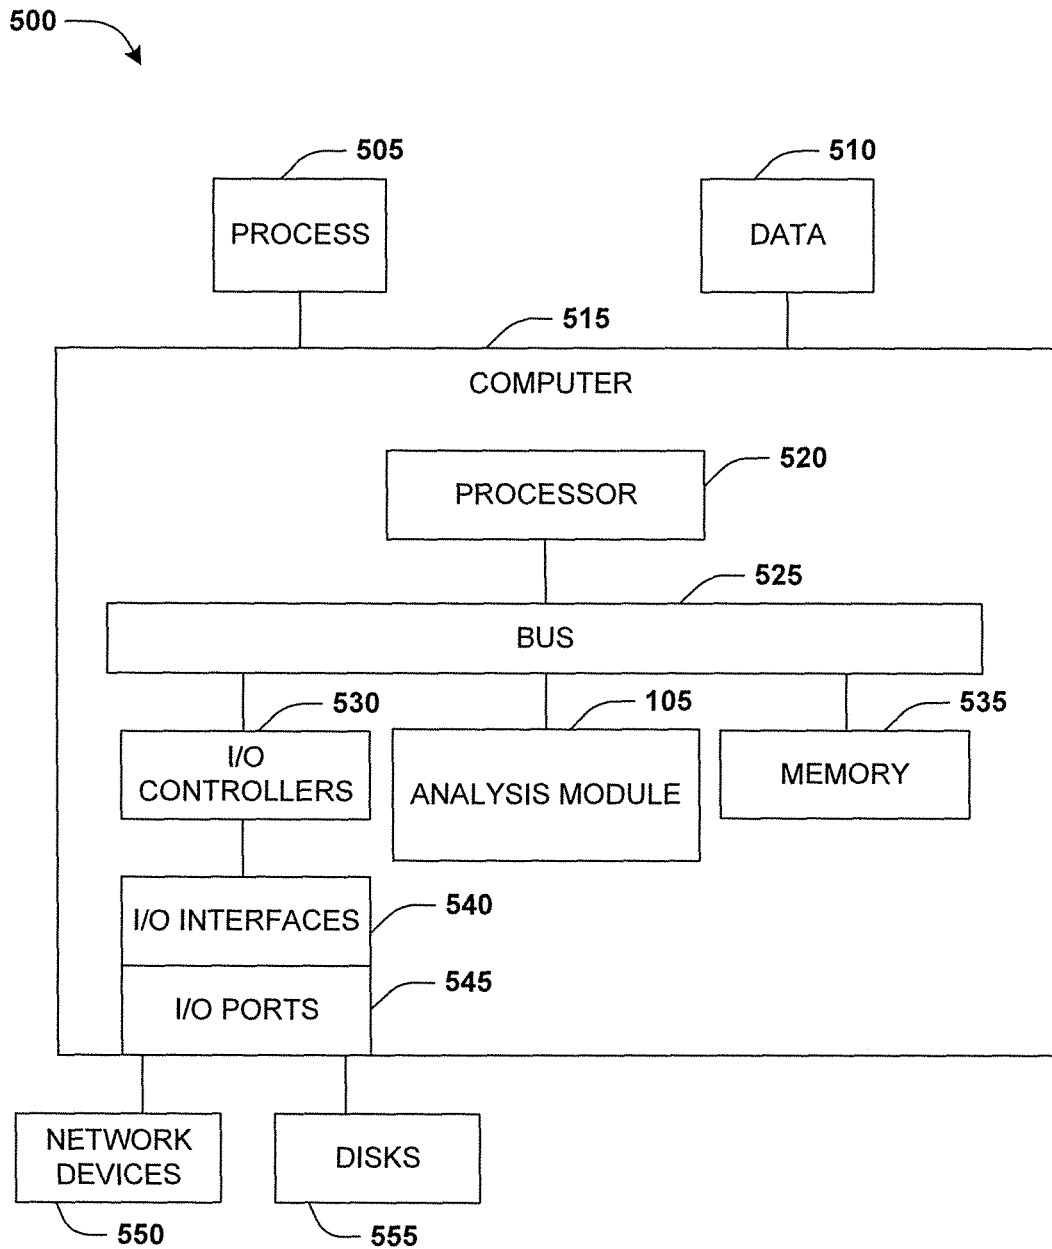 500
505
510
PROCESS
DATA
515
COMPUTER
520
PROCESSOR
525
BUS
530
105
535
I/O
CONTROLLERS
ANALYSIS MODULE
MEMORY
I/O INTERFACES
540
I/O PORTS
545
NETWORK
DEVICES
DISKS
550
555